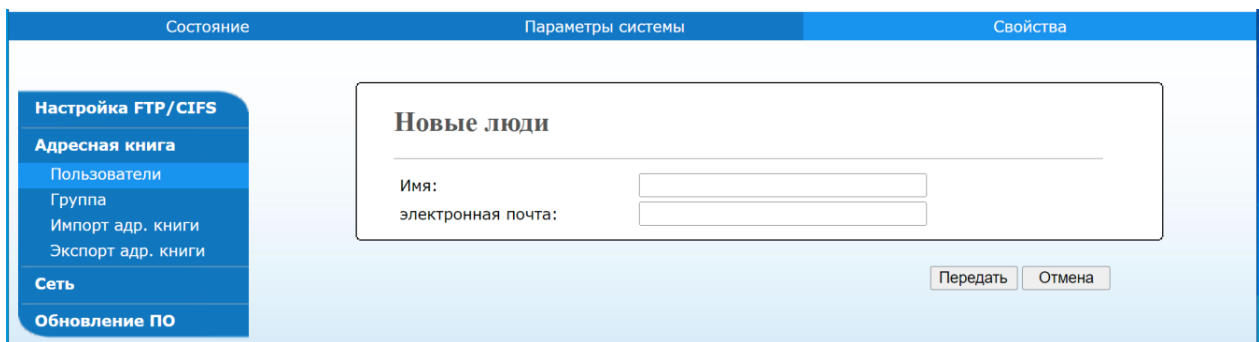 Состояние Параметры системы Свойства
Настройка FTP/CIFS
Адресная книга
Пользователи
Группа
Импорт адр. книги
Экспорт адр. книги
Сеть
Обновление ПО
Новые люди
Имя:
электронная почта:
Передать Отмена